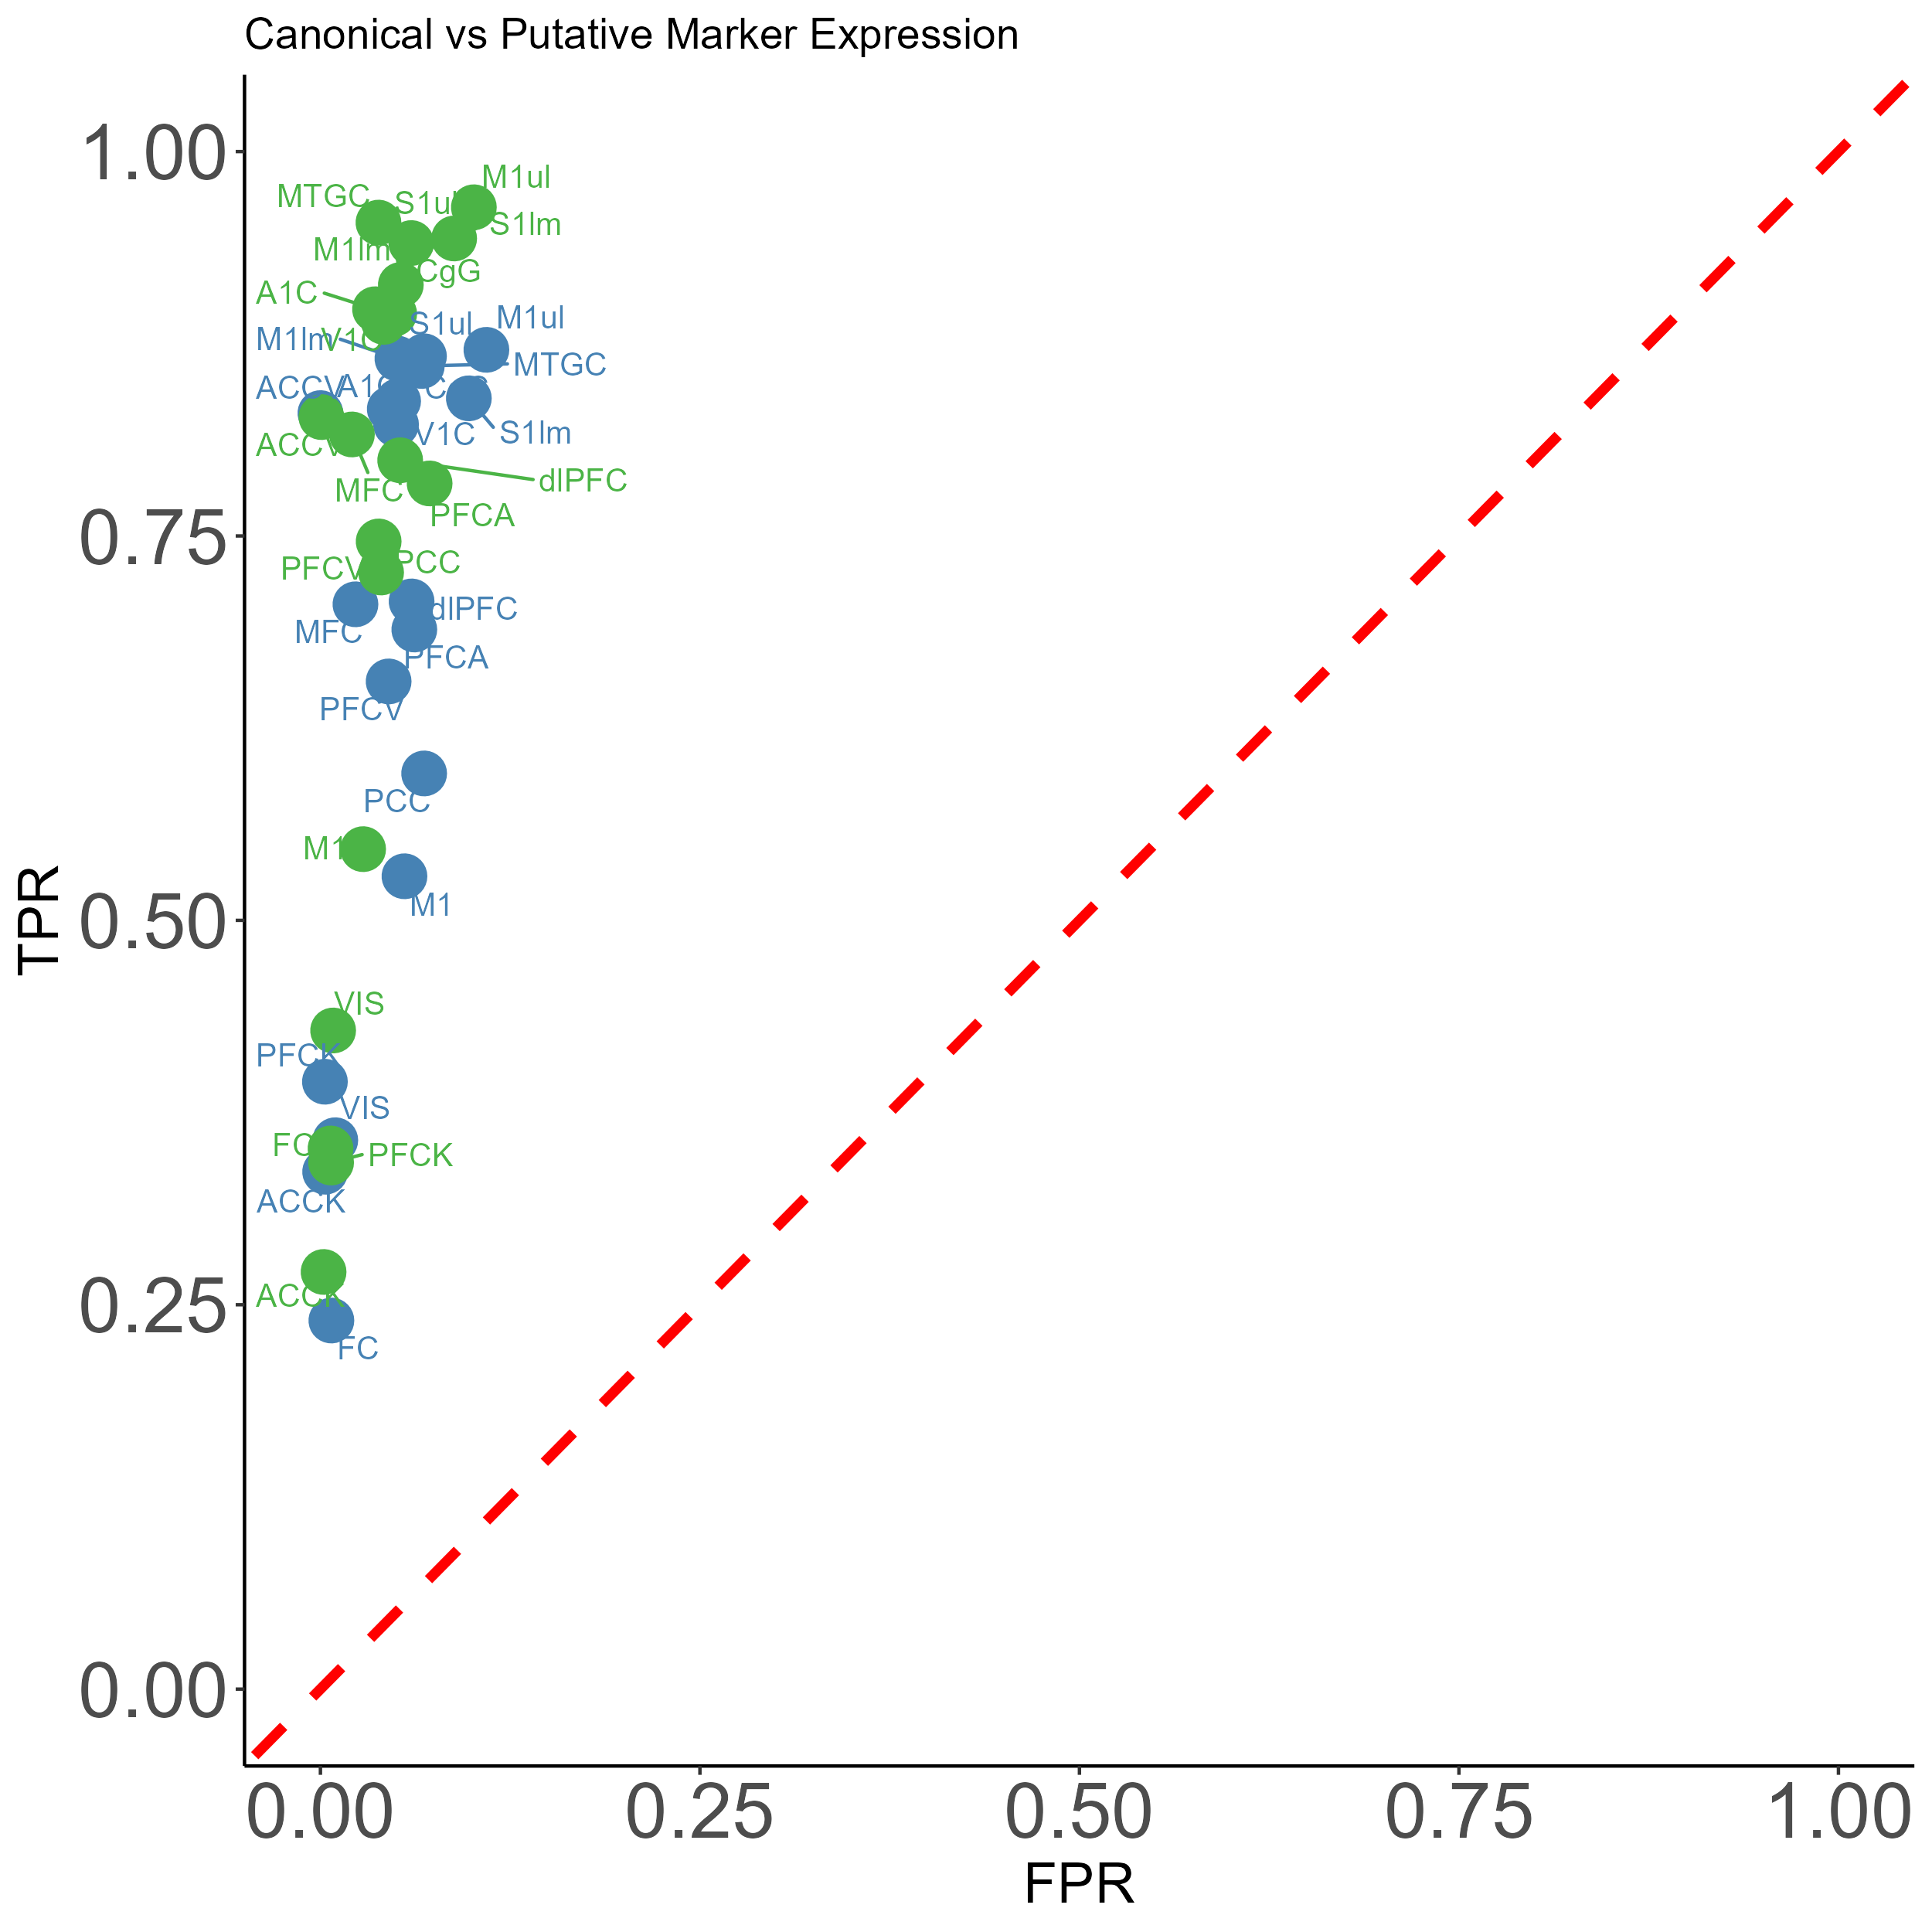 Canonical vs Putative Marker Expression
1.00
M1ul
MTGC
S1ul
S1lm
M1lm
CgG
A1C
M1ul
S1ul
M1lm
V1C
MTGC
ACCV
A1C
V1C
S1lm
ACCV
dlPFC
MFC
PFCA
0.75
PCC
PFCV
dlPFC
MFC
PFCA
PFCV
PCC
M1
M1
0.50
TPR
VIS
PFCK
VIS
FC
PFCK
ACCK
ACCK
0.25
FC
0.00
0.00
0.25
0.50
0.75
1.00
FPR